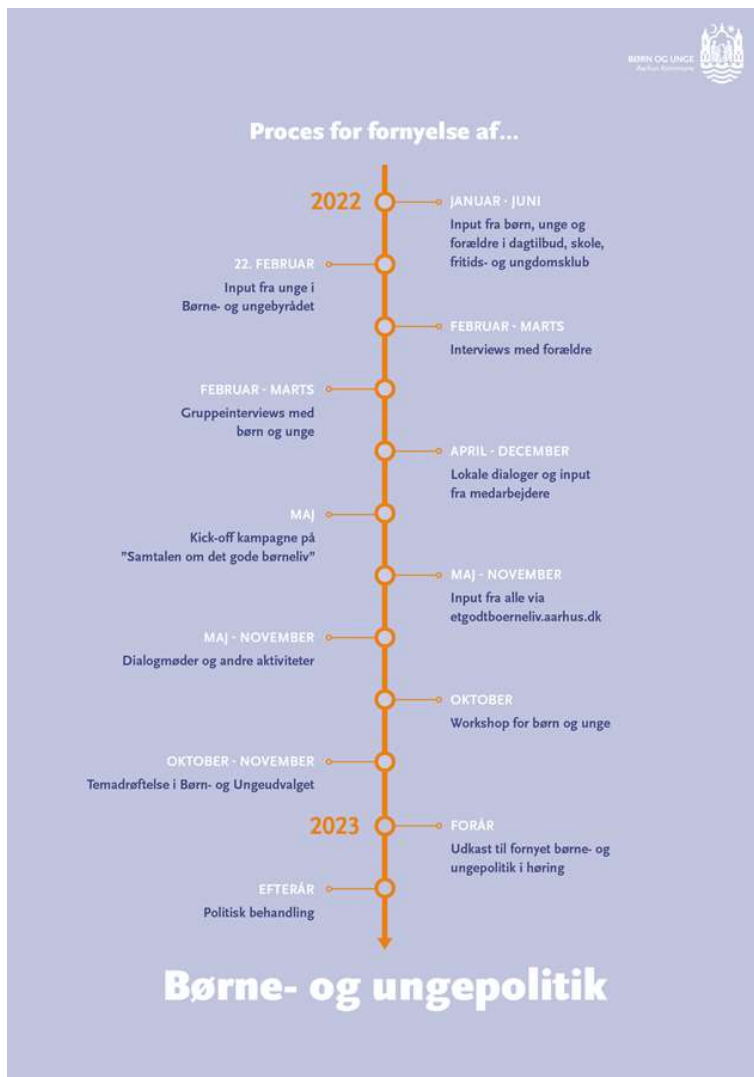 BØRN OG UNGE
Aarhus Kommune
Proces for fornyelse af...
2022
JANUAR - JUNI
Input fra børn, unge og
forældre i dagtilbud, skole,
fritids- og ungdomsklub
22. FEBRUAR
Input fra unge i
Børne- og ungebyrådet
FEBRUAR - MARTS
Interviews med forældre
FEBRUAR - MARTS
Gruppeinterviews med
børn og unge
APRIL - DECEMBER
Lokale dialoger og input
fra medarbejdere
MAJ
Kick-off kampagne på
"Samtalen om det gode børneliv"
MAJ - NOVEMBER
Input fra alle via
etgodtboerneliv.aarhus.dk
MAJ - NOVEMBER
Dialogmøder og andre aktiviteter
OKTOBER
Workshop for børn og unge
OKTOBER - NOVEMBER
Temadrøftelse i Børn- og Ungeudvalget
2023
FORÅR
Udkast til fornyet børne- og
ungepolitik i høring
EFTERÅR
Politisk behandling
Børne- og ungepolitik